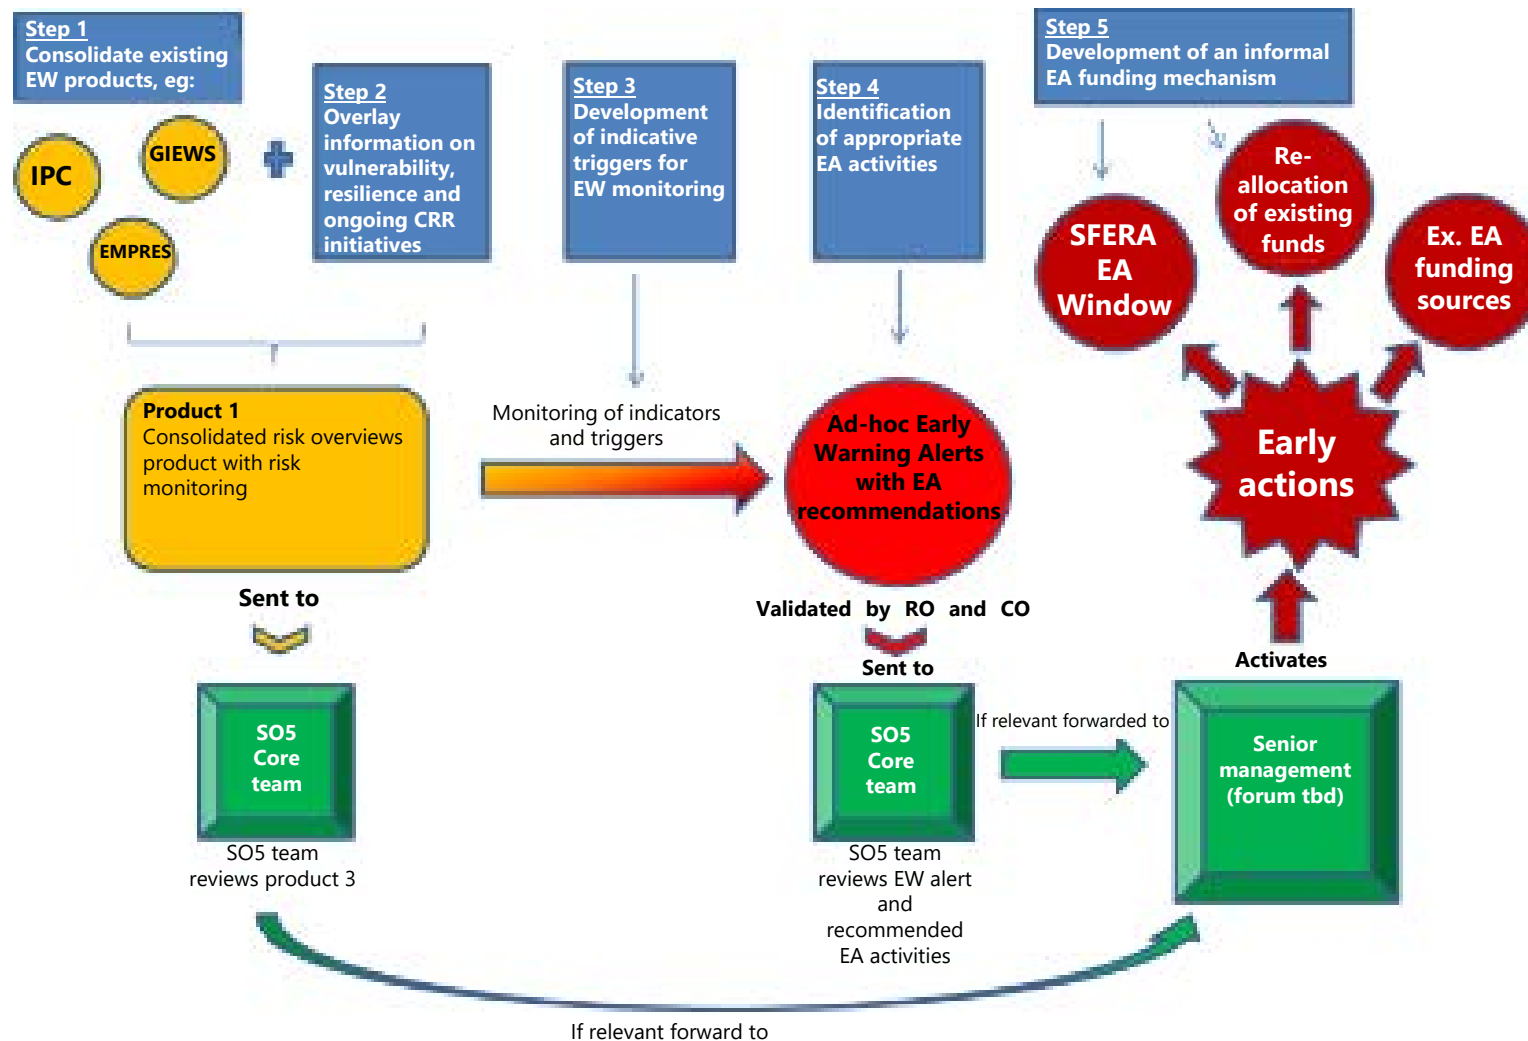 Step 1
Consolidate existing
EW products, eg:
IPC
GIEWS
EMPRES
Step 2
Overlay
information on
vulnerability,
resilience and
ongoing CRR
initiatives
Step 3
Development
of indicative
triggers for
EW monitoring
Step 4
Identification
of appropriate
EA activities
Step 5
Development of an informal
EA funding mechanism
SFERA
EA
Window
Re-
allocation
of existing
funds
Ex. EA
funding
sources
Product 1
Consolidated risk overviews
product with risk
monitoring
Monitoring of indicators
and triggers
Ad-hoc Early
Warning Alerts
with EA
recommendations
Early
actions
Sent to
Validated by RO and CO
Sent to
Activates
SO5
Core
team
SO5 team
reviews product 3
SO5
Core
team
SO5 team
reviews EW alert
and
recommended
EA activities
If relevant forwarded to
Senior
management
(forum tbd)
If relevant forward to